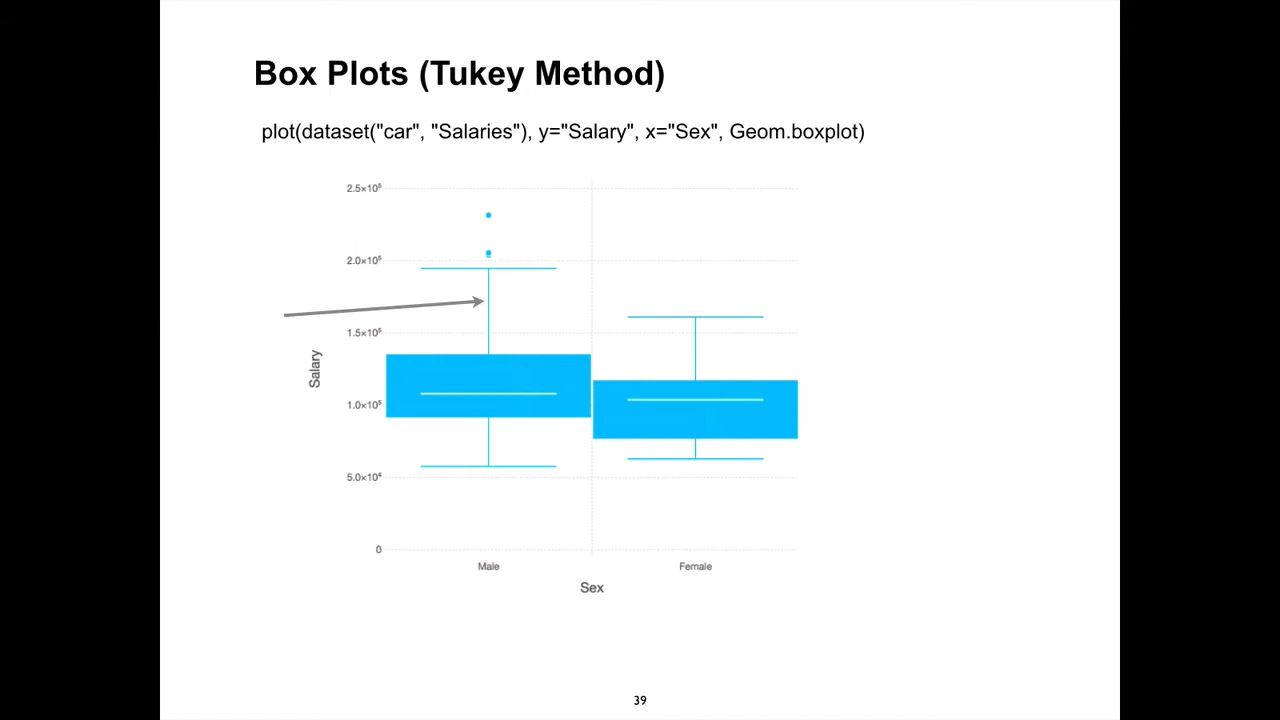 Box Plots (Tukey Method)
plot(dataset("car", "Salaries"), y="Salary", x="Sex", Geom.boxplot)
2.5×10⁵
2.0×10⁵
1.5×10⁵
Salary
1.0×10⁵
5.0×10⁴
0
Male Female
Sex
39